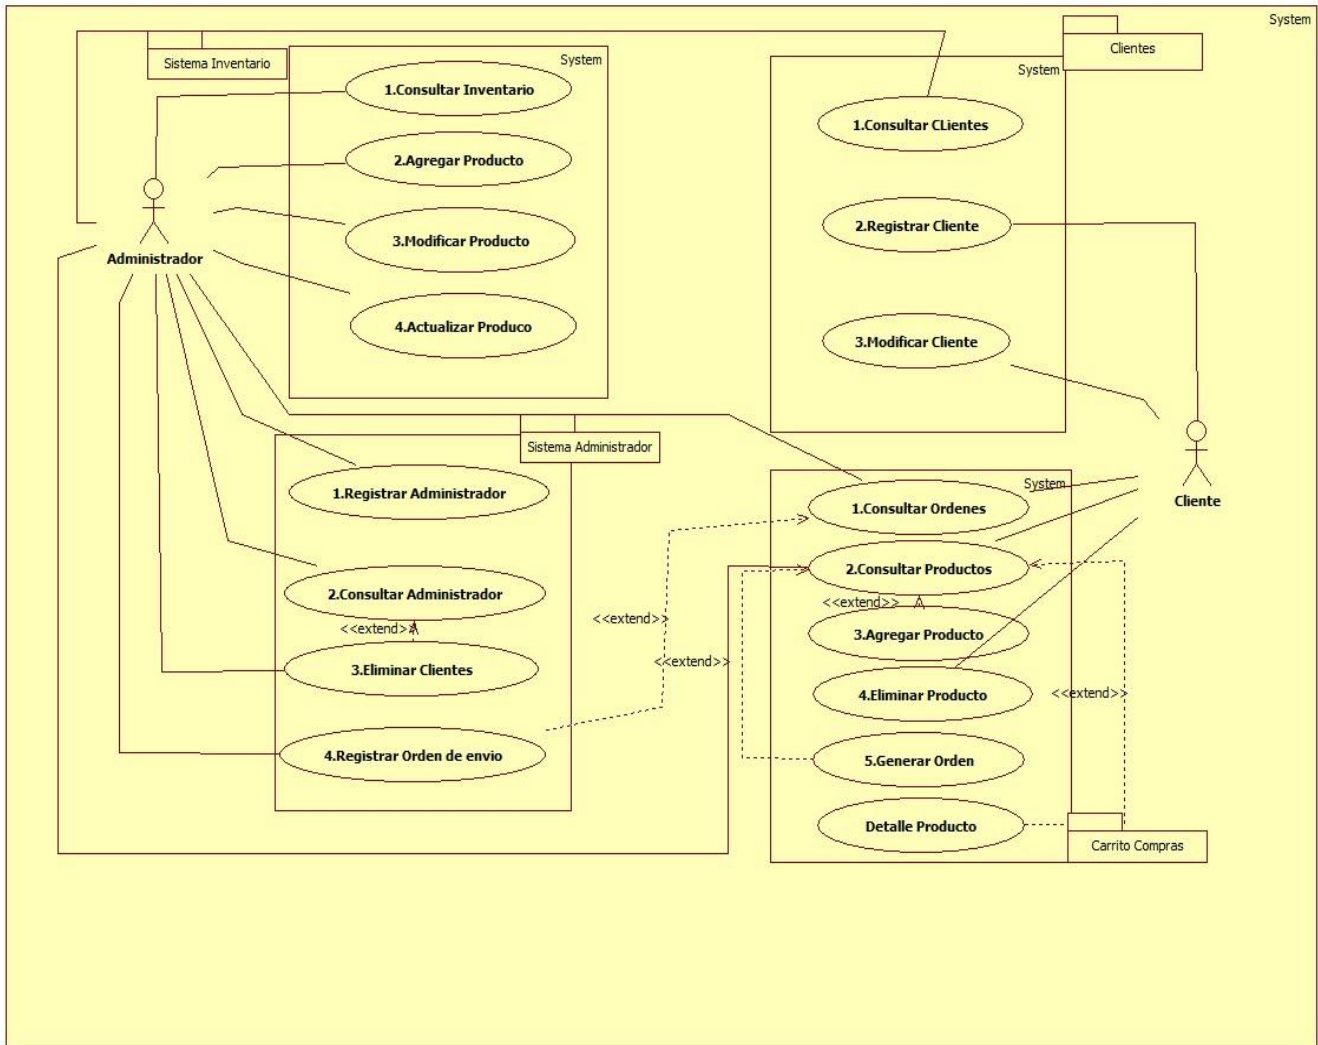 System
Sistema Inventario
System
1.Consultar Inventario
2.Agregar Producto
3.Modificar Producto
4.Actualizar Produco
Administrador
Clientes
System
1.Consultar CLientes
2.Registrar Cliente
3.Modificar Cliente
Cliente
Sistema Administrador
1.Registrar Administrador
2.Consultar Administrador
<<extend>>
3.Eliminar Clientes
4.Registrar Orden de envio
<<extend>>
<<extend>>
System
1.Consultar Ordenes
2.Consultar Productos
<<extend>>
3.Agregar Producto
4.Eliminar Producto
<<extend>>
5.Generar Orden
Detalle Producto
Carrito Compras